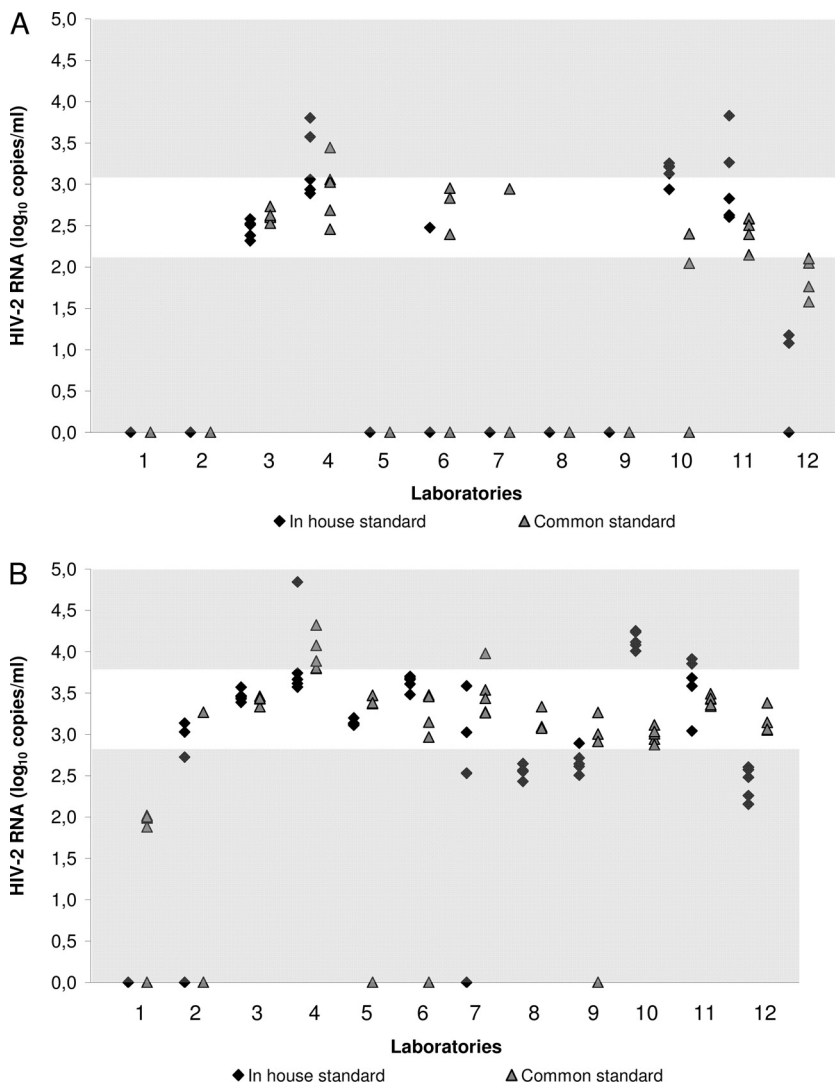 A
HIV-2 RNA (log10 copies/ml)
5,0
4,5
4,0
3,5
3,0
2,5
2,0
1,5
1,0
0,5
0,0
1 2 3 4 5 6 7 8 9 10 11 12
Laboratories
In house standard Common standard
B
HIV-2 RNA (log10 copies/ml)
5,0
4,5
4,0
3,5
3,0
2,5
2,0
1,5
1,0
0,5
0,0
1 2 3 4 5 6 7 8 9 10 11 12
Laboratories
In house standard Common standard